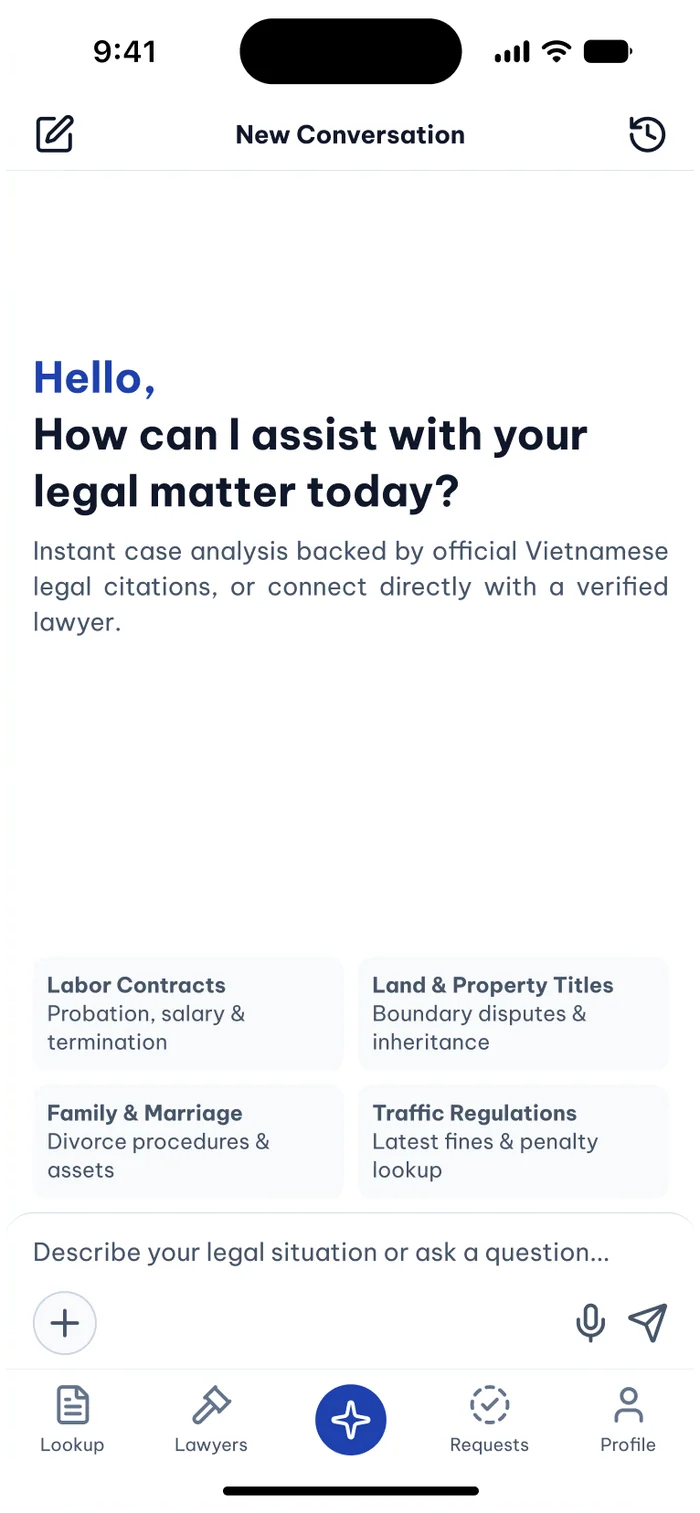 9:41
New Conversation
Hello,
How can I assist with your
legal matter today?
Instant case analysis backed by official Vietnamese
legal citations, or connect directly with a verified
lawyer.
Labor Contracts
Probation, salary &
termination
Land & Property Titles
Boundary disputes &
inheritance
Family & Marriage
Divorce procedures &
assets
Traffic Regulations
Latest fines & penalty
lookup
Describe your legal situation or ask a question...
Lookup
Lawyers
Requests
Profile